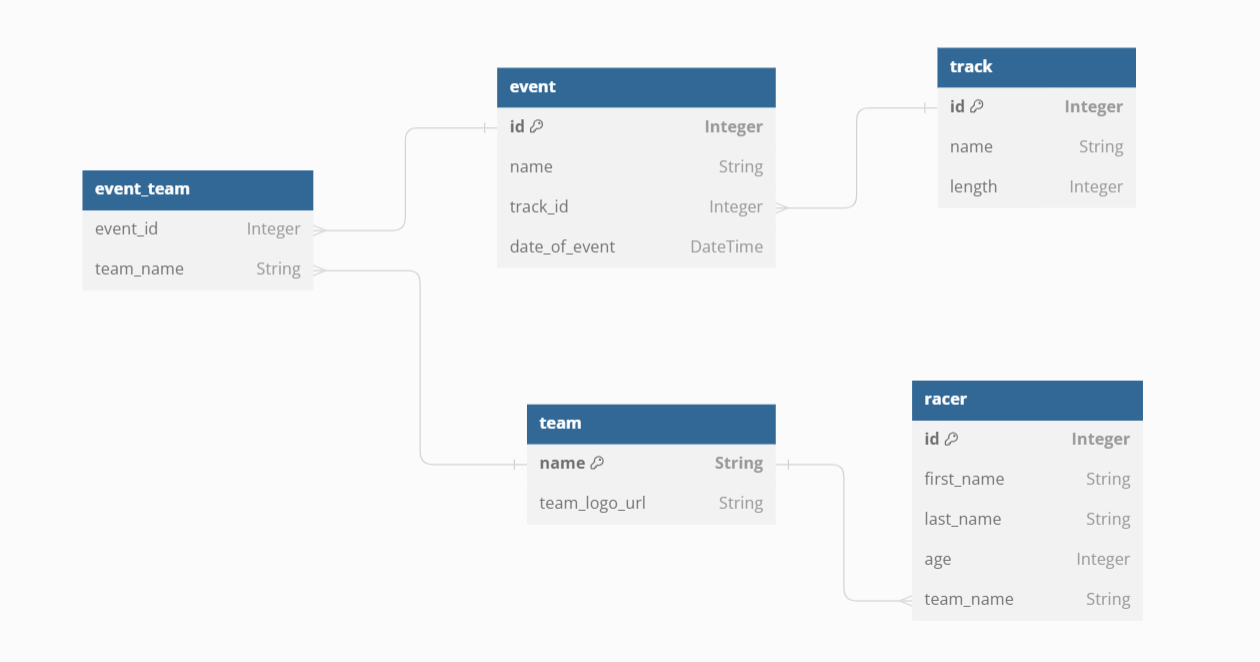 event_team
event_id Integer
team_name String
event
id Integer
name String
track_id Integer
date_of_event DateTime
track
id Integer
name String
length Integer
team
name String
team_logo_url String
racer
id Integer
first_name String
last_name String
age Integer
team_name String